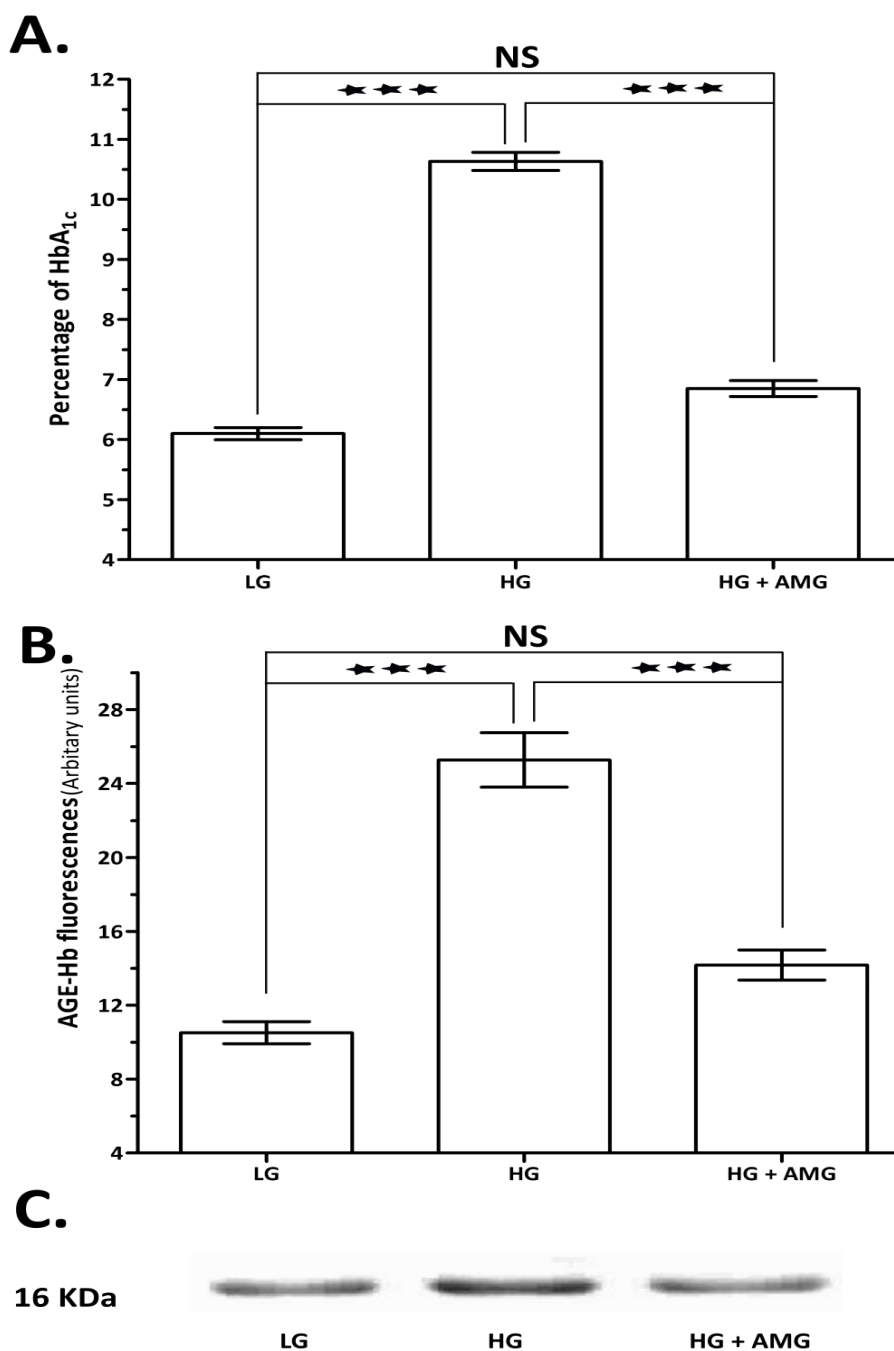 A.
NS
12
11
10
9
8
7
6
5
4
Percentage of HbA1c
LG
HG
HG + AMG
B.
NS
28
24
20
16
12
8
4
AGE-Hb fluorescences (Arbitary units)
LG
HG
HG + AMG
C.
16 KDa
LG
HG
HG + AMG